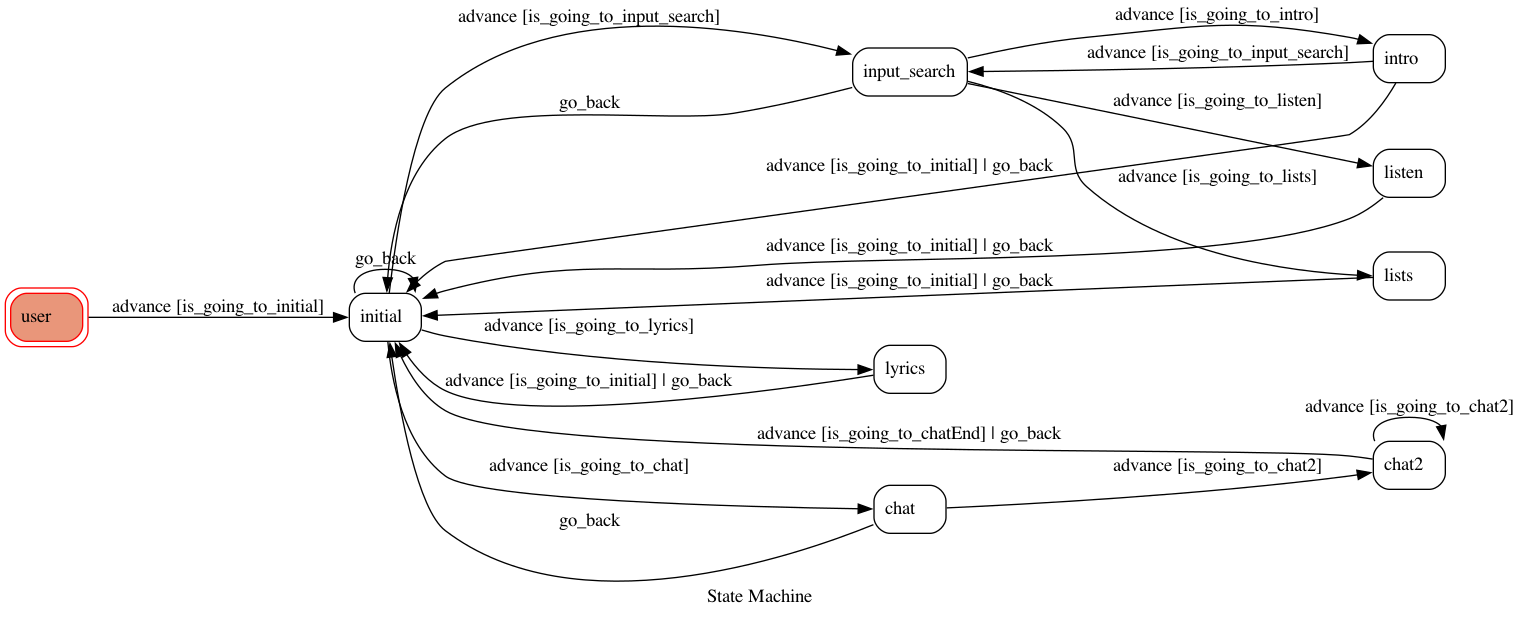 advance [is_going_to_input_search]
advance [is_going_to_intro]
advance [is_going_to_input_search]
intro
input_search
go_back
advance [is_going_to_listen]
advance [is_going_to_initial] | go_back
listen
advance [is_going_to_lists]
advance [is_going_to_initial] | go_back
go_back
lists
advance [is_going_to_initial] | go_back
user
advance [is_going_to_initial]
initial
advance [is_going_to_lyrics]
lyrics
advance [is_going_to_initial] | go_back
advance [is_going_to_chat2]
advance [is_going_to_chatEnd] | go_back
chat2
advance [is_going_to_chat]
advance [is_going_to_chat2]
chat
go_back
State Machine